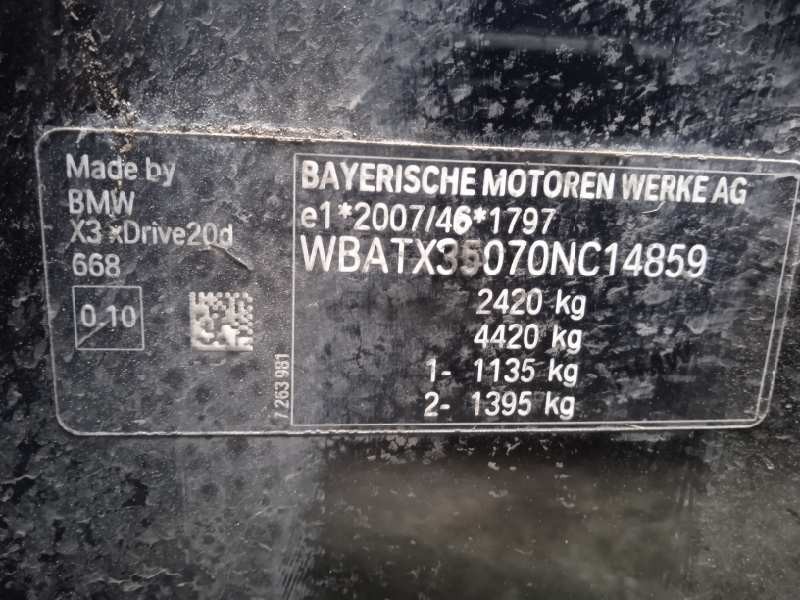 Made by
BMW
X3 xDrive20d
668
0.10
7 263 981
BAYERISCHE MOTOREN WERKE AG
e1*2007/46*1797
WBATX35070NC14859
2420 kg
4420 kg
1- 1135 kg
2- 1395 kg